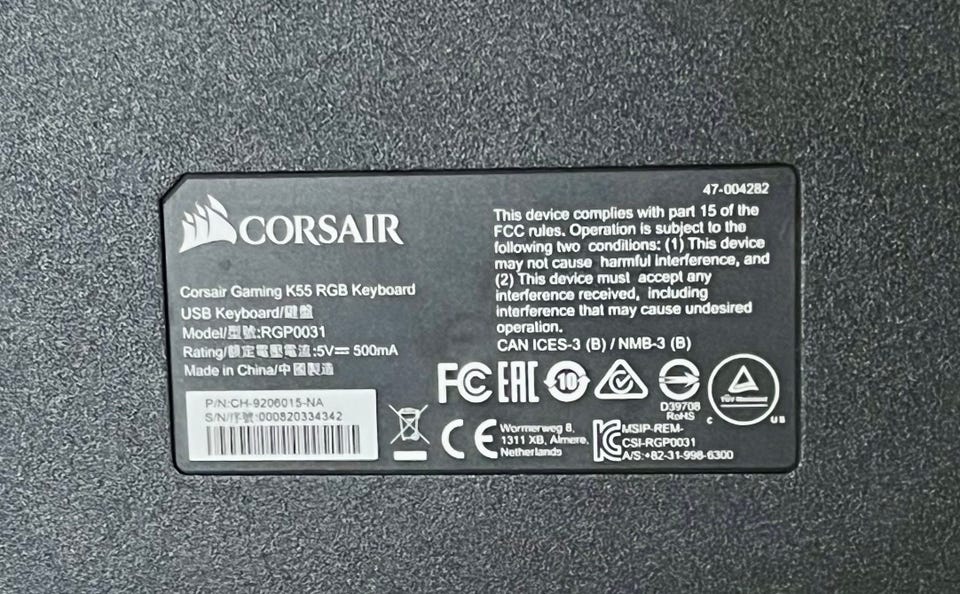 CORSAIR
Corsair Gaming K55 RGB Keyboard
USB Keyboard/鍵盤
Model/型號:RGP0031
Rating/額定電壓電流:5V⎓ 500mA
Made in China/中國製造
P/N:CH-9206015-NA
S/N/序號:000820334342
47-004282
This device complies with part 15 of the
FCC rules. Operation is subject to the
following two conditions: (1) This device
may not cause harmful interference, and
(2) This device must accept any
interference received, including
interference that may cause undesired
operation.
CAN ICES-3 (B) / NMB-3 (B)
FC EAC 10
D39708
RoHS
TÜV
C US
CE
Wormerweg 8,
1311 XB, Almere,
Netherlands
KC
MSIP-REM-
CSI-RGP0031
A/S:+82-31-998-6300